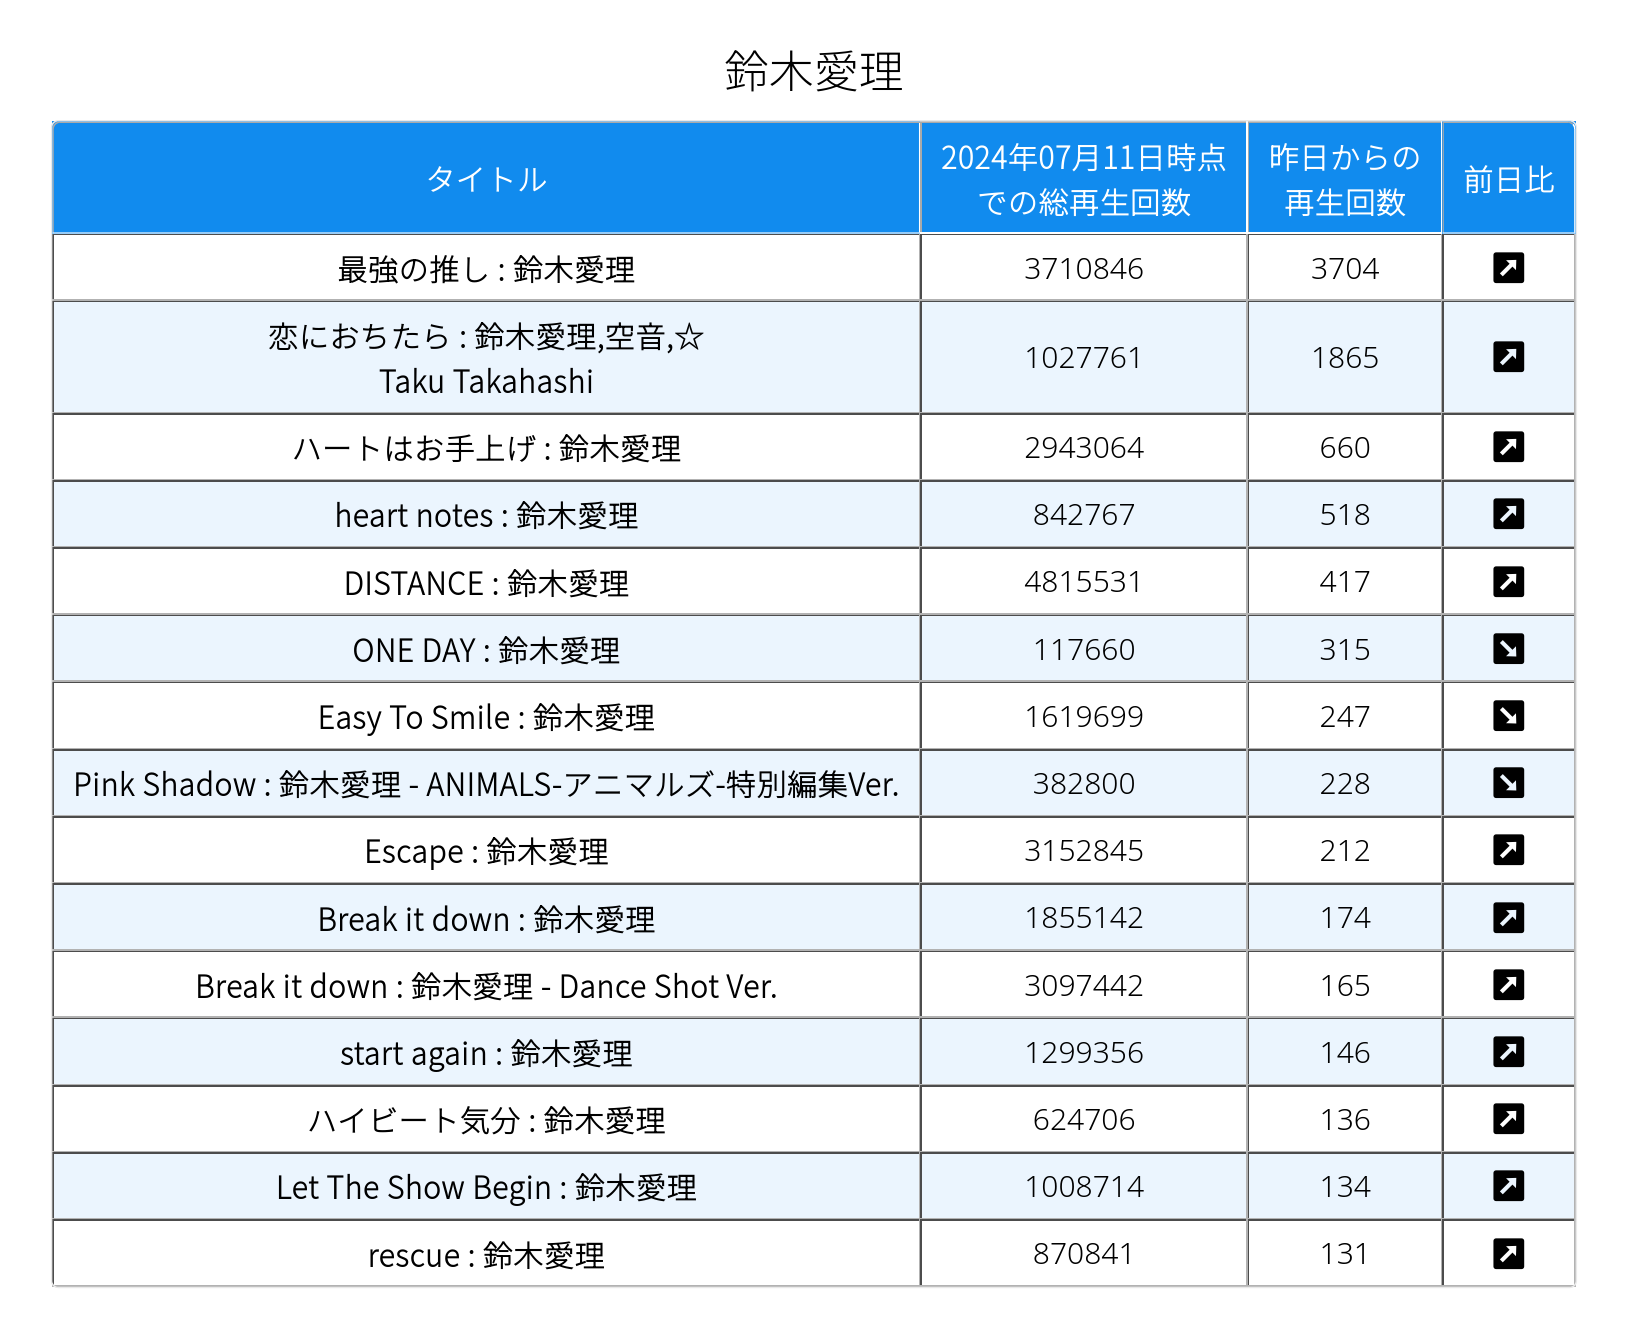 鈴木愛理
タイトル
2024年07月11日時点
での総再生回数
昨日からの
再生回数
前日比
最強の推し : 鈴木愛理 3710846 3704
恋におちたら : 鈴木愛理,空音,☆
Taku Takahashi 1027761 1865
ハートはお手上げ : 鈴木愛理 2943064 660
heart notes : 鈴木愛理 842767 518
DISTANCE : 鈴木愛理 4815531 417
ONE DAY : 鈴木愛理 117660 315
Easy To Smile : 鈴木愛理 1619699 247
Pink Shadow : 鈴木愛理 - ANIMALS-アニマルズ-特別編集Ver. 382800 228
Escape : 鈴木愛理 3152845 212
Break it down : 鈴木愛理 1855142 174
Break it down : 鈴木愛理 - Dance Shot Ver. 3097442 165
start again : 鈴木愛理 1299356 146
ハイビート気分 : 鈴木愛理 624706 136
Let The Show Begin : 鈴木愛理 1008714 134
rescue : 鈴木愛理 870841 131